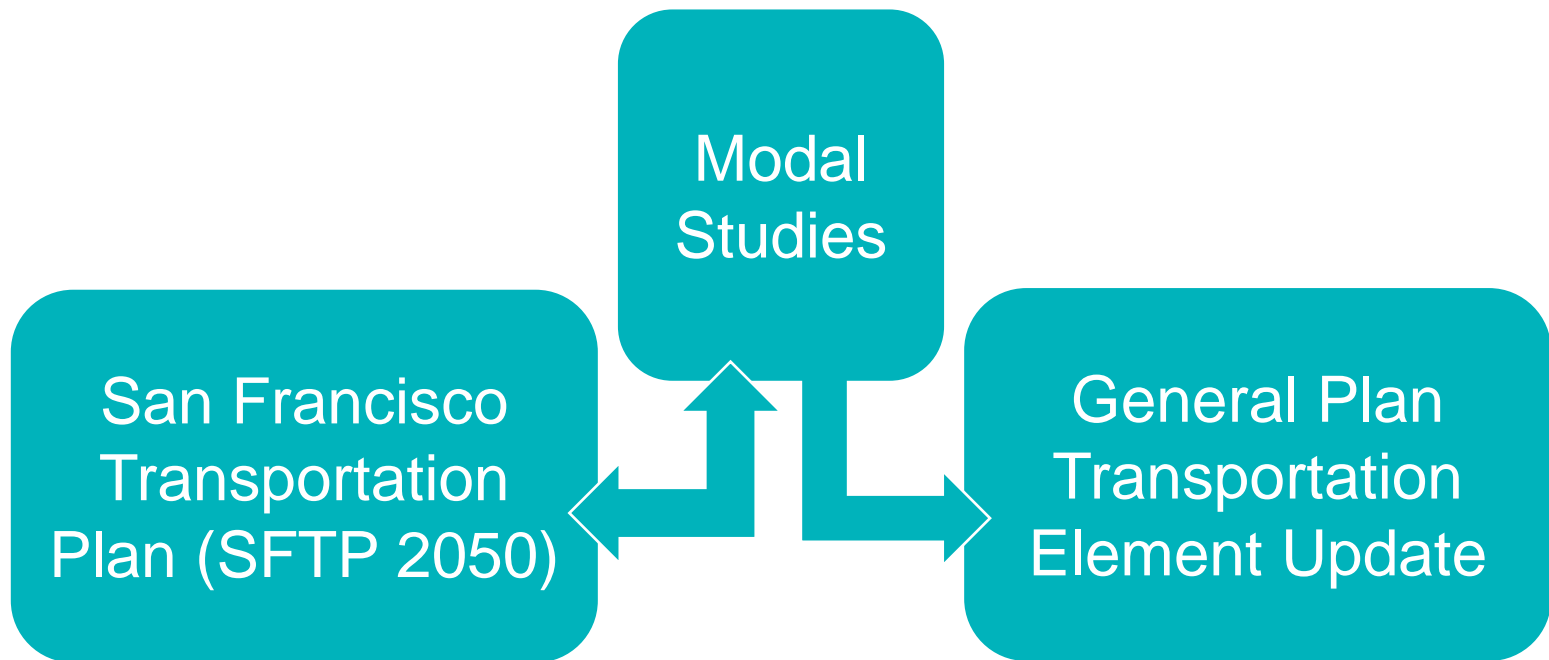 Modal
Studies
San Francisco
Transportation
Plan (SFTP 2050)
General Plan
Transportation
Element Update